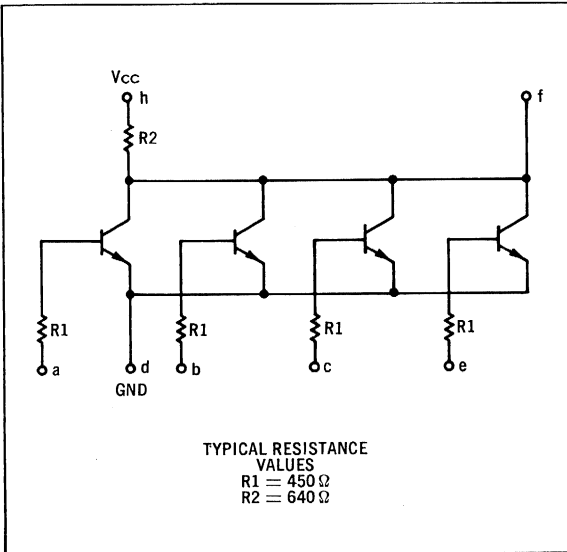 Vcc
h
f
R2
R1
R1
R1
R1
a
d
b
c
e
GND
TYPICAL RESISTANCE
VALUES
R1 = 450 Ω
R2 = 640 Ω